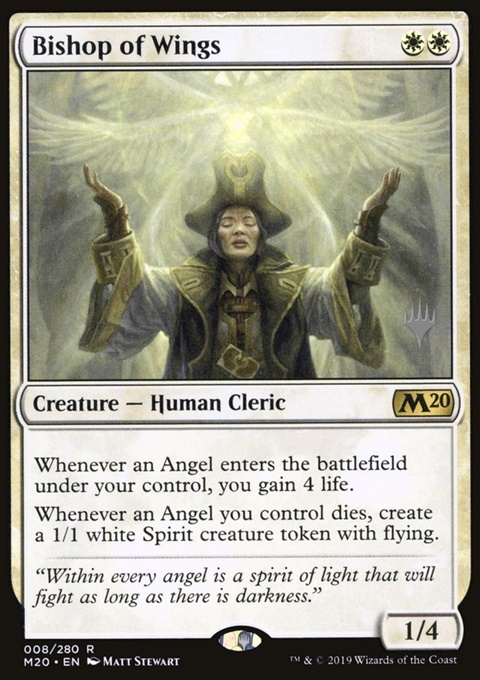 Bishop of Wings
Creature — Human Cleric
M20
Whenever an Angel enters the battlefield
under your control, you gain 4 life.
Whenever an Angel you control dies, create
a 1/1 white Spirit creature token with flying.
“Within every angel is a spirit of light that will
fight as long as there is darkness.”
1/4
008/280 R
M20 • EN Matt Stewart
™ & © 2019 Wizards of the Coast